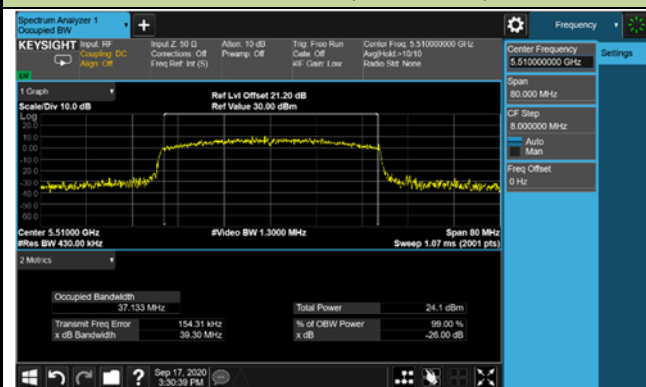 Spectrum Analyzer 1
Occupied BW
+
Frequency
KEYSIGHT
Input: RF
Coupling: DC
Align: Off
Input Z: 50 Ω
Corrections: Off
Freq Ref: Int (S)
Atten: 10 dB
Preamp: Off
Trig: Free Run
Gate: Off
#IF Gain: Low
Center Freq: 5.510000000 GHz
Avg|Hold:>10/10
Radio Std: None
Center Frequency
5.510000000 GHz
Settings
Span
80.000 MHz
CF Step
8.000000 MHz
Auto
Man
Freq Offset
0 Hz
1 Graph
Scale/Div 10.0 dB
Ref Lvl Offset 21.20 dB
Ref Value 30.00 dBm
Log
20.0
10.0
0.00
-10.0
-20.0
-30.0
-40.0
-50.0
-60.0
Center 5.51000 GHz
#Res BW 430.00 kHz
#Video BW 1.3000 MHz
Span 80 MHz
Sweep 1.07 ms (2001 pts)
2 Metrics
Occupied Bandwidth
37.133 MHz
Total Power 24.1 dBm
Transmit Freq Error 154.31 kHz
% of OBW Power 99.00 %
x dB Bandwidth 39.30 MHz
x dB -26.00 dB
?
Sep 17, 2020
3:30:39 PM